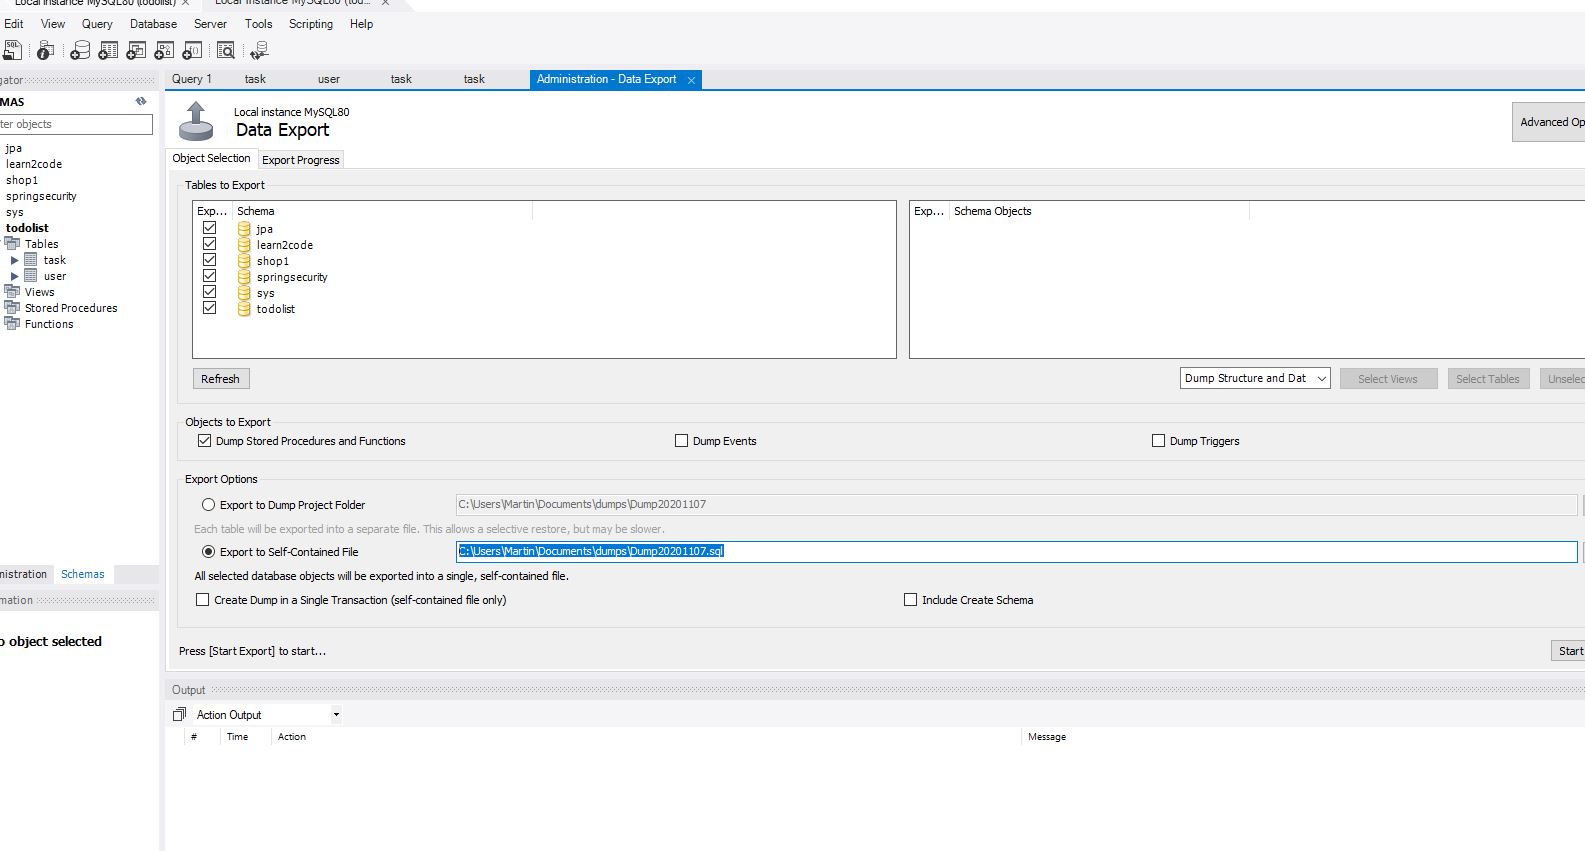 Local instance MySQL80 (todolist) ×
Local instance MySQL80 (tod... ×
Edit View Query Database Server Tools Scripting Help
gator
Query 1 task user task task Administration - Data Export ×
MAS
ter objects
jpa
learn2code
shop1
springsecurity
sys
todolist
Tables
task
user
Views
Stored Procedures
Functions
Local instance MySQL80
Data Export
Advanced Op
Object Selection Export Progress
Tables to Export
Exp... Schema
jpa
learn2code
shop1
springsecurity
sys
todolist
Exp... Schema Objects
Refresh
Dump Structure and Dat
Select Views
Select Tables
Unselec
Objects to Export
Dump Stored Procedures and Functions
Dump Events
Dump Triggers
Export Options
Export to Dump Project Folder
C:\Users\Martin\Documents\dumps\Dump20201107
Each table will be exported into a separate file. This allows a selective restore, but may be slower.
Export to Self-Contained File
C:\Users\Martin\Documents\dumps\Dump20201107.sql
All selected database objects will be exported into a single, self-contained file.
Create Dump in a Single Transaction (self-contained file only)
Include Create Schema
Press [Start Export] to start...
Start
nistration Schemas
mation
o object selected
Output
Action Output
# Time Action Message